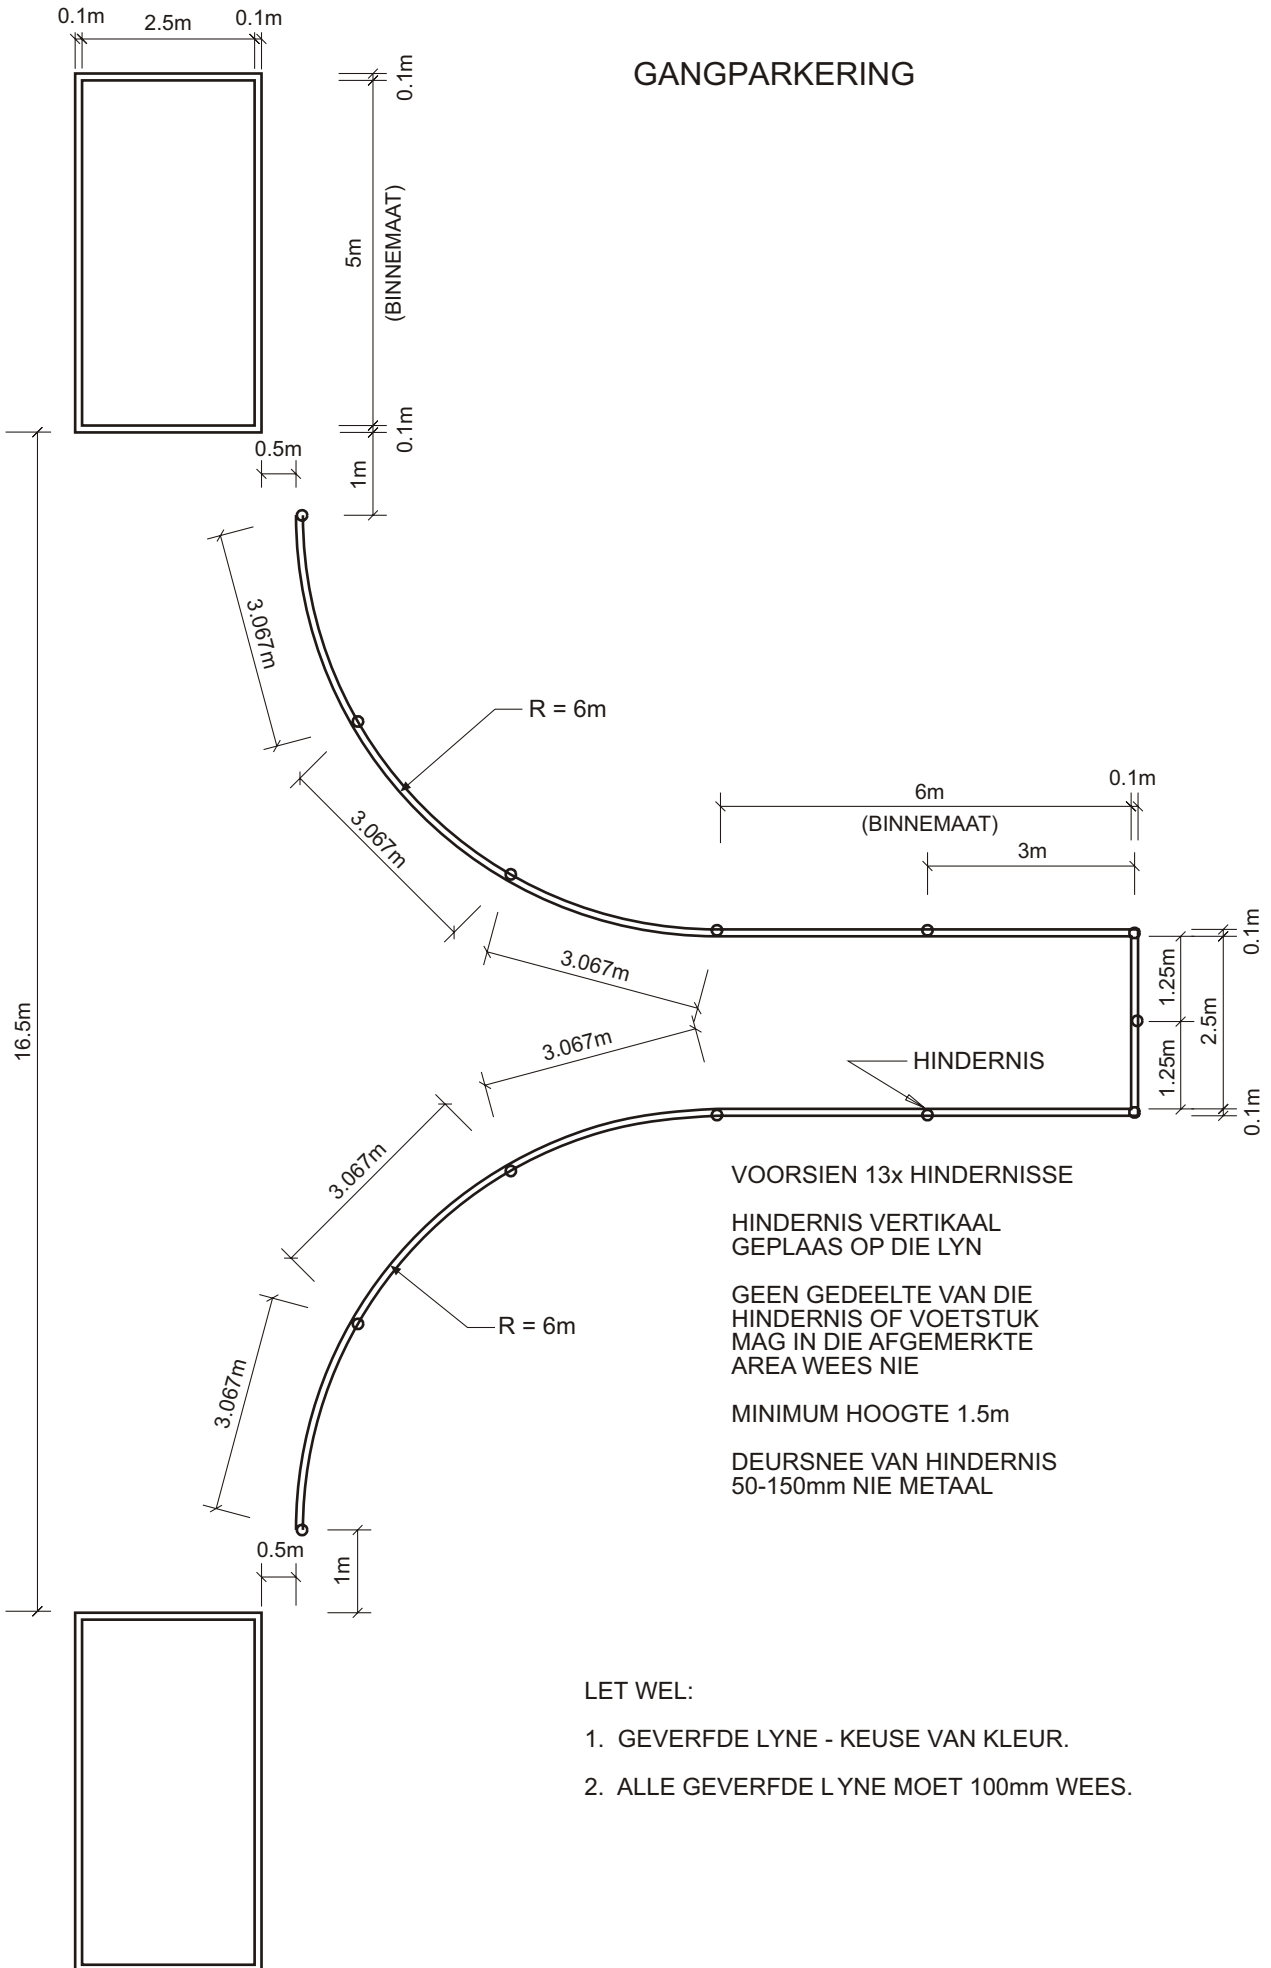 0.1m
2.5m
0.1m
GANGPARKERING
0.1m
5m
(BINNEMAAT)
0.1m
0.5m
1m
3.067m
R = 6m
0.1m
6m
(BINNEMAAT)
3.067m
3m
0.1m
3.067m
1.25m
2.5m
16.5m
3.067m
HINDERNIS
1.25m
0.1m
3.067m
VOORSIEN 13x HINDERNISSE
HINDERNIS VERTIKAAL
GEPLAAS OP DIE LYN
GEEN GEDEELTE VAN DIE
HINDERNIS OF VOETSTUK
MAG IN DIE AFGEMERKTE
AREA WEES NIE
R = 6m
3.067m
MINIMUM HOOGTE 1.5m
DEURSNEE VAN HINDERNIS
50-150mm NIE METAAL
0.5m
1m
LET WEL:
1. GEVERFDE LYNE - KEUSE VAN KLEUR.
2. ALLE GEVERFDE LYNE MOET 100mm WEES.